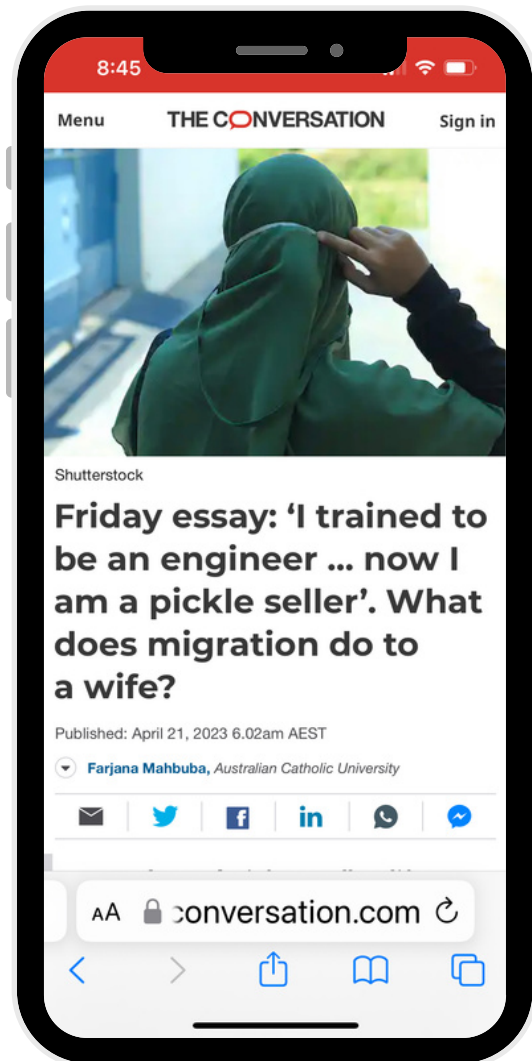 8:45
Menu THE CONVERSATION Sign in
Shutterstock
Friday essay: ‘I trained to
be an engineer ... now I
am a pickle seller’. What
does migration do to
a wife?
Published: April 21, 2023 6.02am AEST
Farjana Mahbuba, Australian Catholic University
in
AA conversation.com